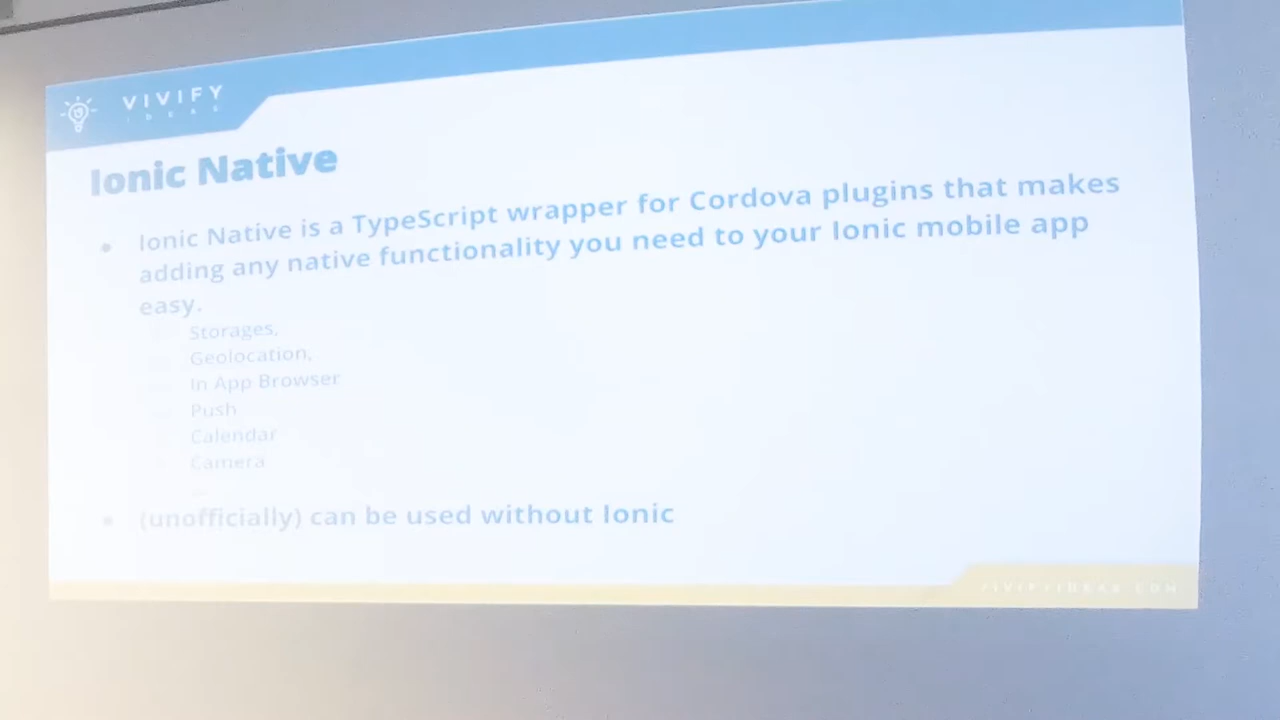 VIVIFY
IDEAS
Ionic Native
Ionic Native is a TypeScript wrapper for Cordova plugins that makes
adding any native functionality you need to your Ionic mobile app
easy.
Storages,
Geolocation,
In App Browser
Push
Calendar
Camera
(unofficially) can be used without Ionic
VIVIFYIDEAS.COM